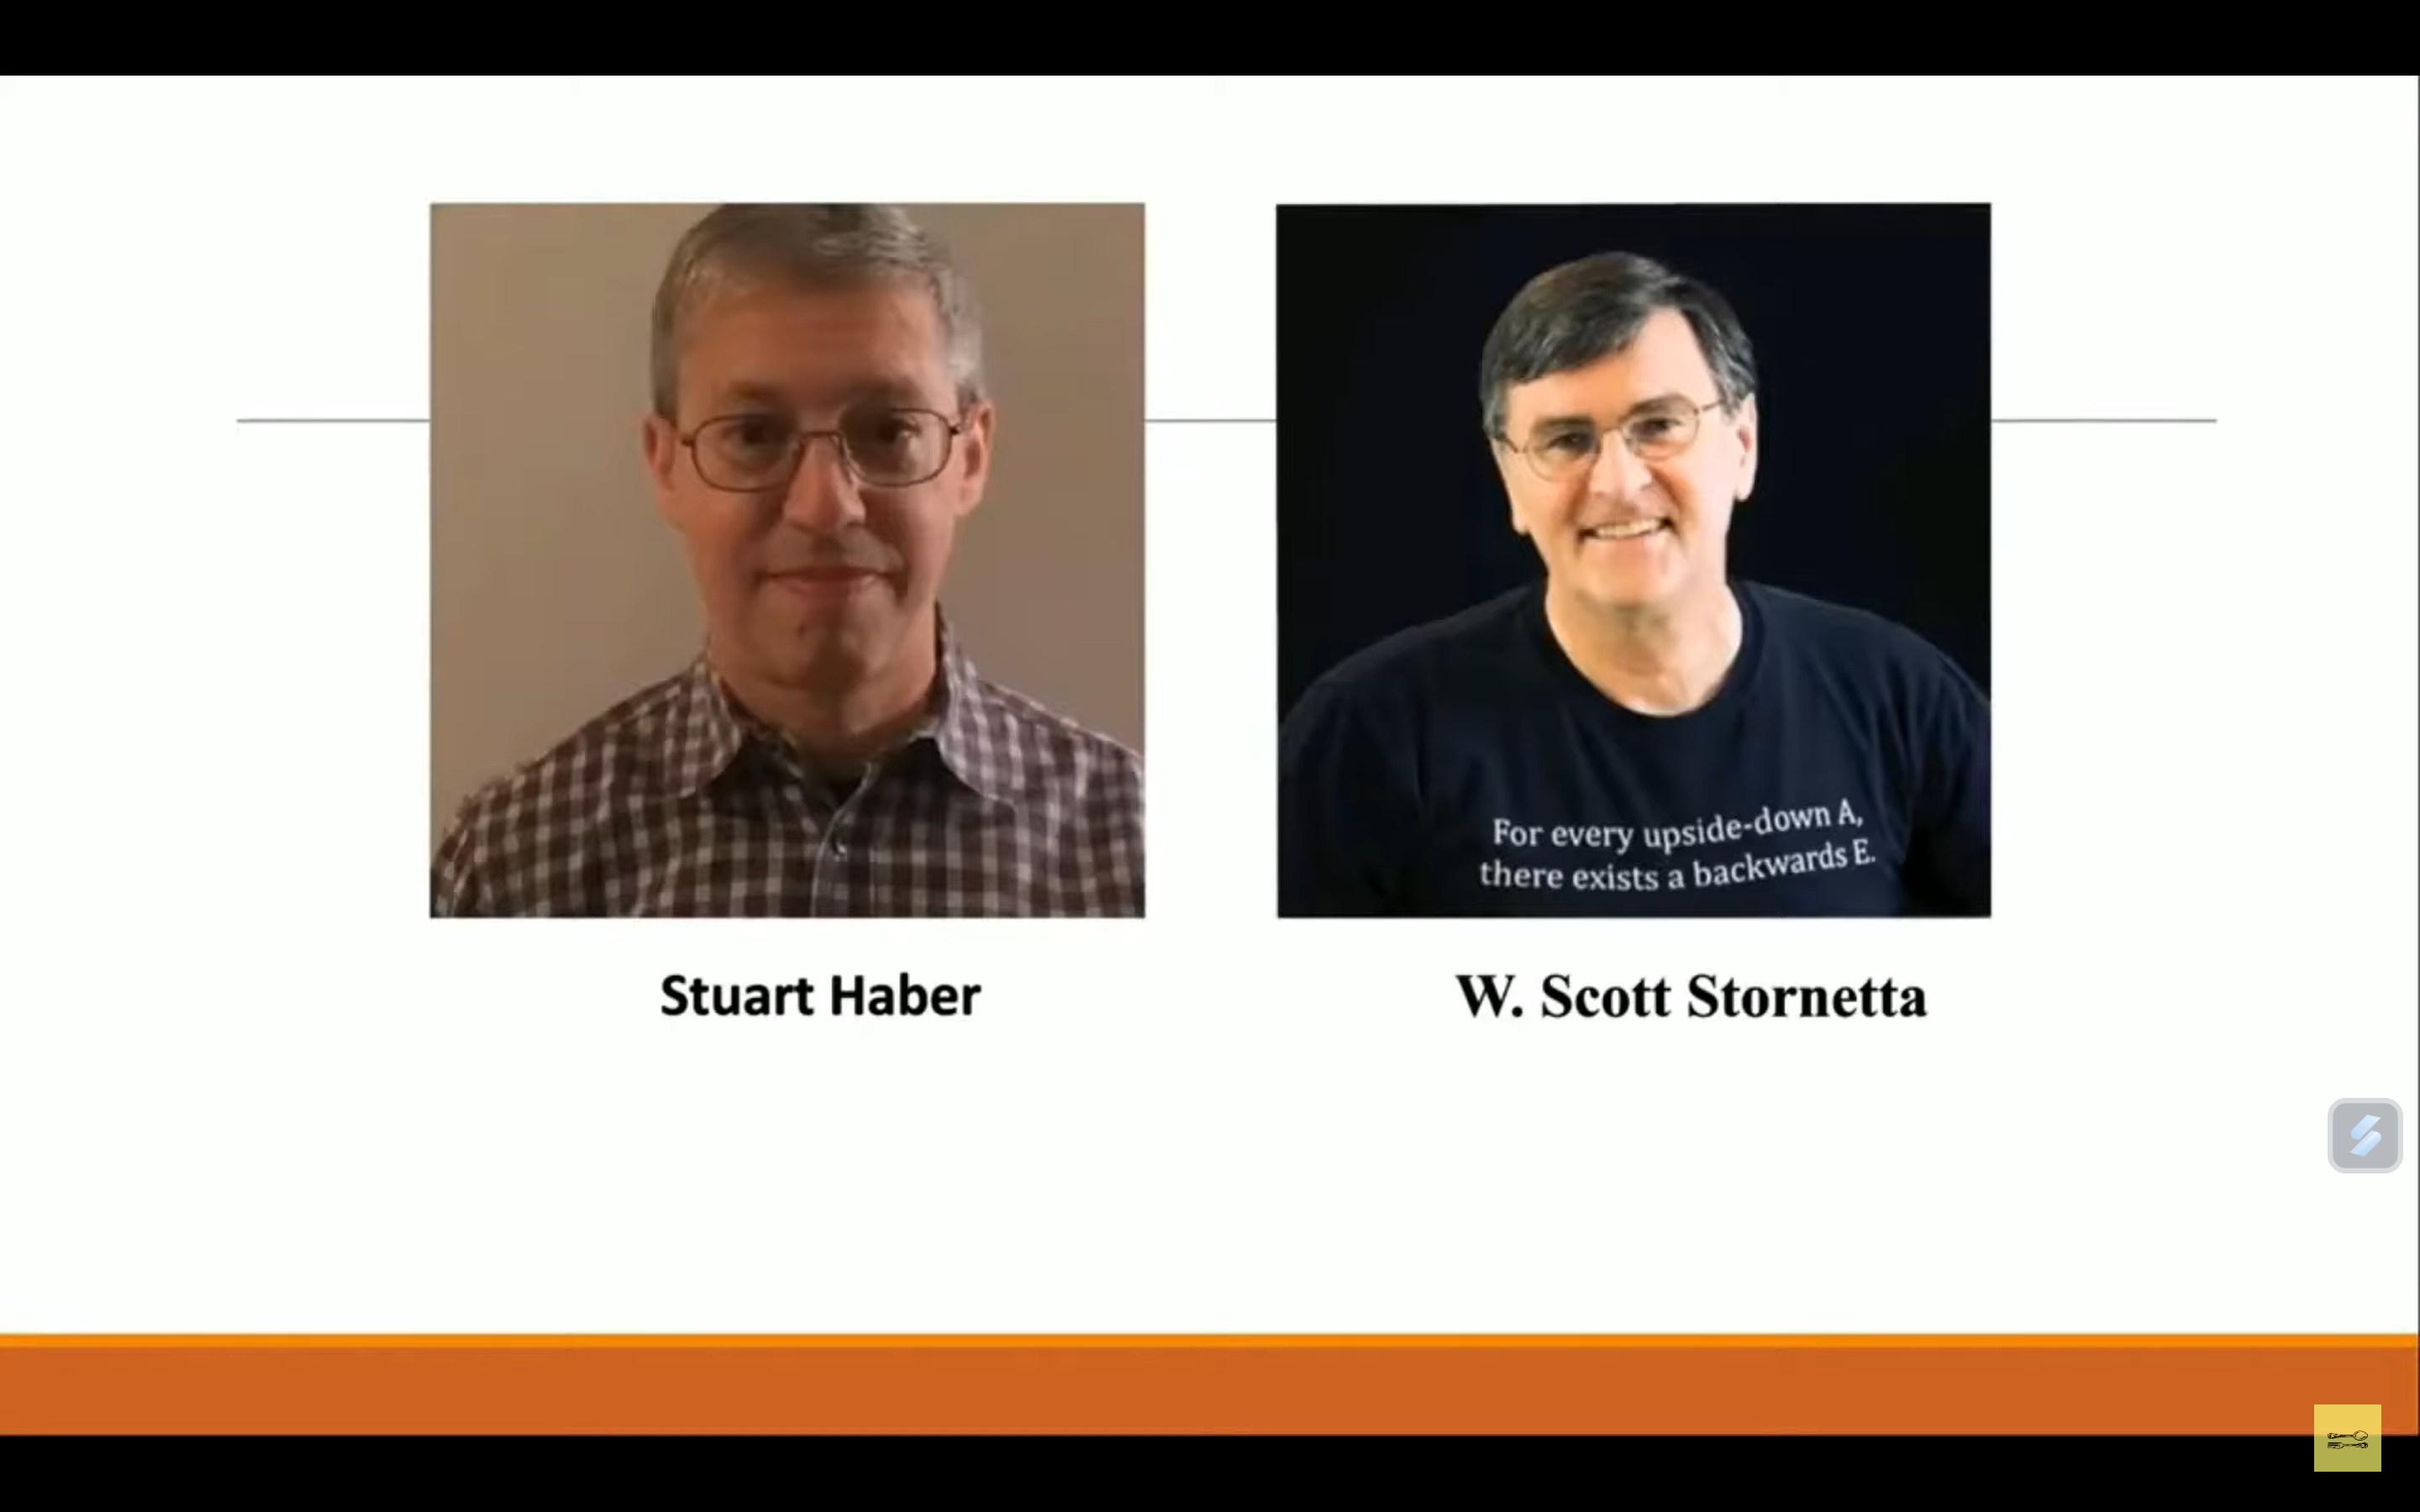 For every upside-down A,
there exists a backwards E.
Stuart Haber
W. Scott Stornetta